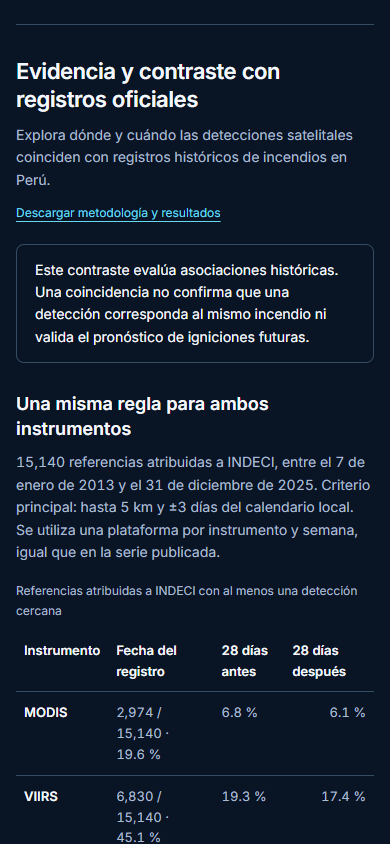 Evidencia y contraste con
registros oficiales
Explora dónde y cuándo las detecciones satelitales
coinciden con registros históricos de incendios en
Perú.
Descargar metodología y resultados
Este contraste evalúa asociaciones históricas.
Una coincidencia no confirma que una
detección corresponda al mismo incendio ni
valida el pronóstico de igniciones futuras.
Una misma regla para ambos
instrumentos
15,140 referencias atribuidas a INDECI, entre el 7 de
enero de 2013 y el 31 de diciembre de 2025. Criterio
principal: hasta 5 km y ±3 días del calendario local.
Se utiliza una plataforma por instrumento y semana,
igual que en la serie publicada.
Referencias atribuidas a INDECI con al menos una detección
cercana
Instrumento Fecha del 28 días 28 días
registro antes después
MODIS 2,974 / 6.8 % 6.1 %
15,140 ·
19.6 %
VIIRS 6,830 / 19.3 % 17.4 %
15,140 ·
45.1 %